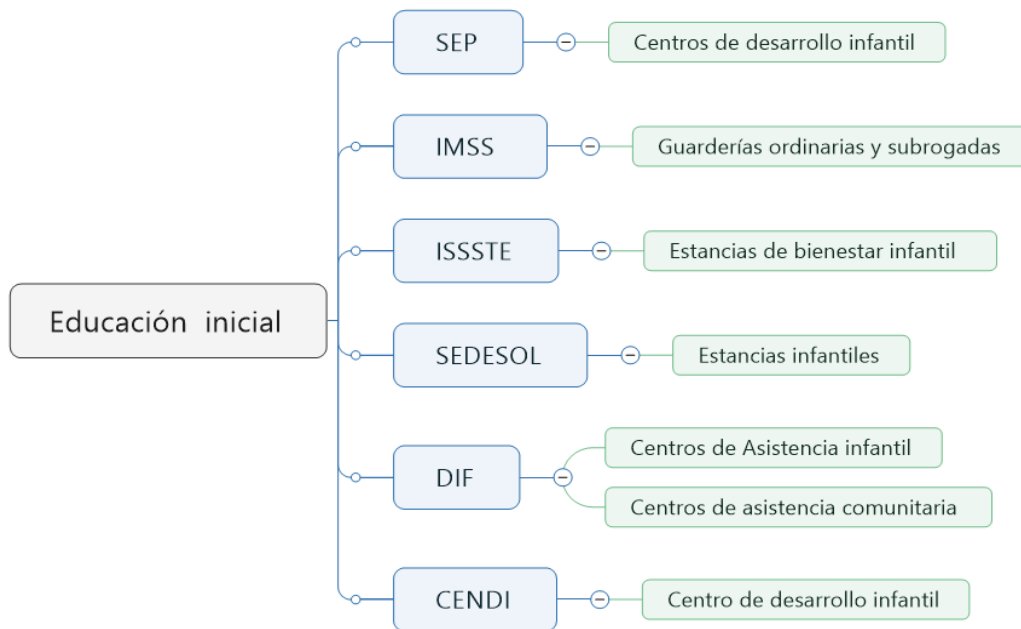 SEP
Centros de desarrollo infantil
IMSS
Guarderías ordinarias y subrogadas
ISSSTE
Estancias de bienestar infantil
Educación inicial
SEDESOL
Estancias infantiles
Centros de Asistencia infantil
DIF
Centros de asistencia comunitaria
CENDI
Centro de desarrollo infantil